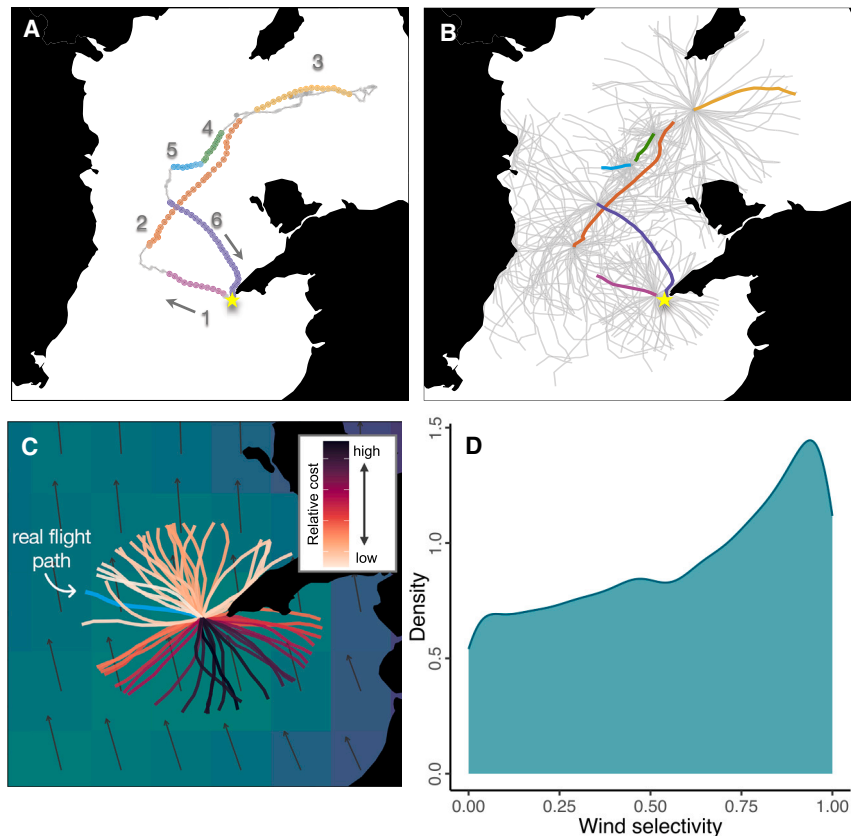 A
3
4
5
6
2
1
B
C
real flight
path
Relative cost
high
low
D
1.5
1.0
0.5
0.0
Density
0.00 0.25 0.50 0.75 1.00
Wind selectivity